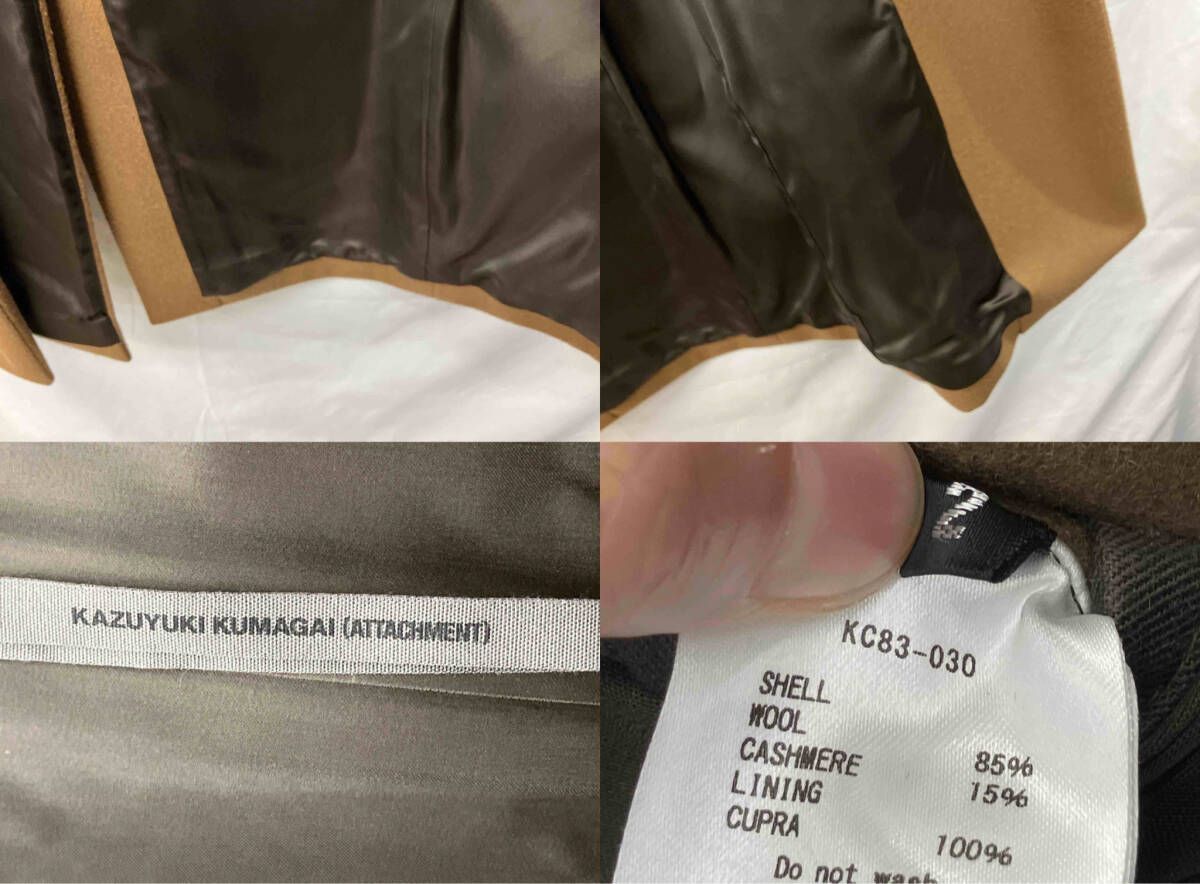 KAZUYUKI KUMAGAI (ATTACHMENT)
KC83-030
SHELL
WOOL 85%
CASHMERE 15%
LINING
CUPRA 100%
Do not wash